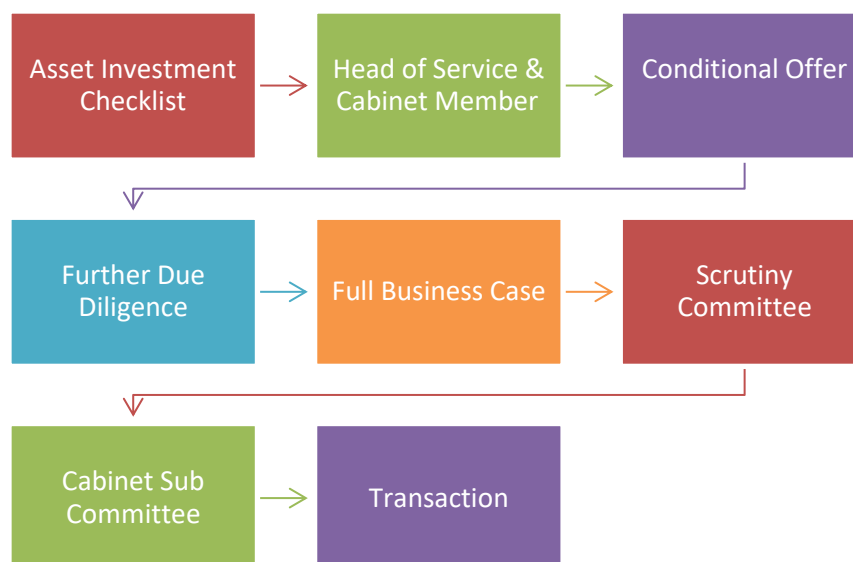 Asset Investment
Checklist
Head of Service &
Cabinet Member
Conditional Offer
Further Due
Diligence
Full Business Case
Scrutiny
Committee
Cabinet Sub
Committee
Transaction